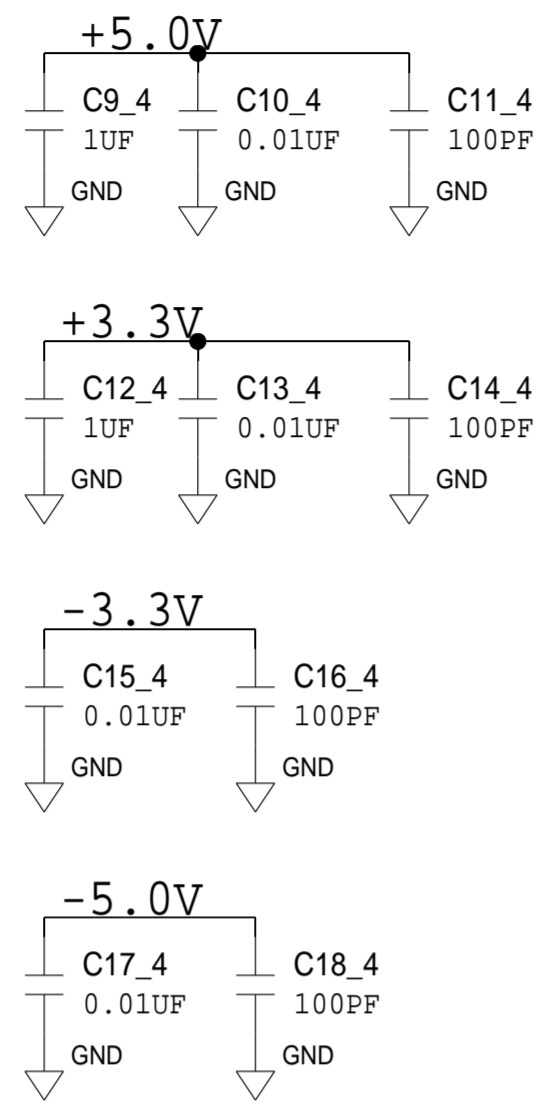 +5.0V
C9_4 C10_4 C11_4
1UF 0.01UF 100PF
GND GND GND
+3.3V
C12_4 C13_4 C14_4
1UF 0.01UF 100PF
GND GND GND
-3.3V
C15_4 C16_4
0.01UF 100PF
GND GND
-5.0V
C17_4 C18_4
0.01UF 100PF
GND GND